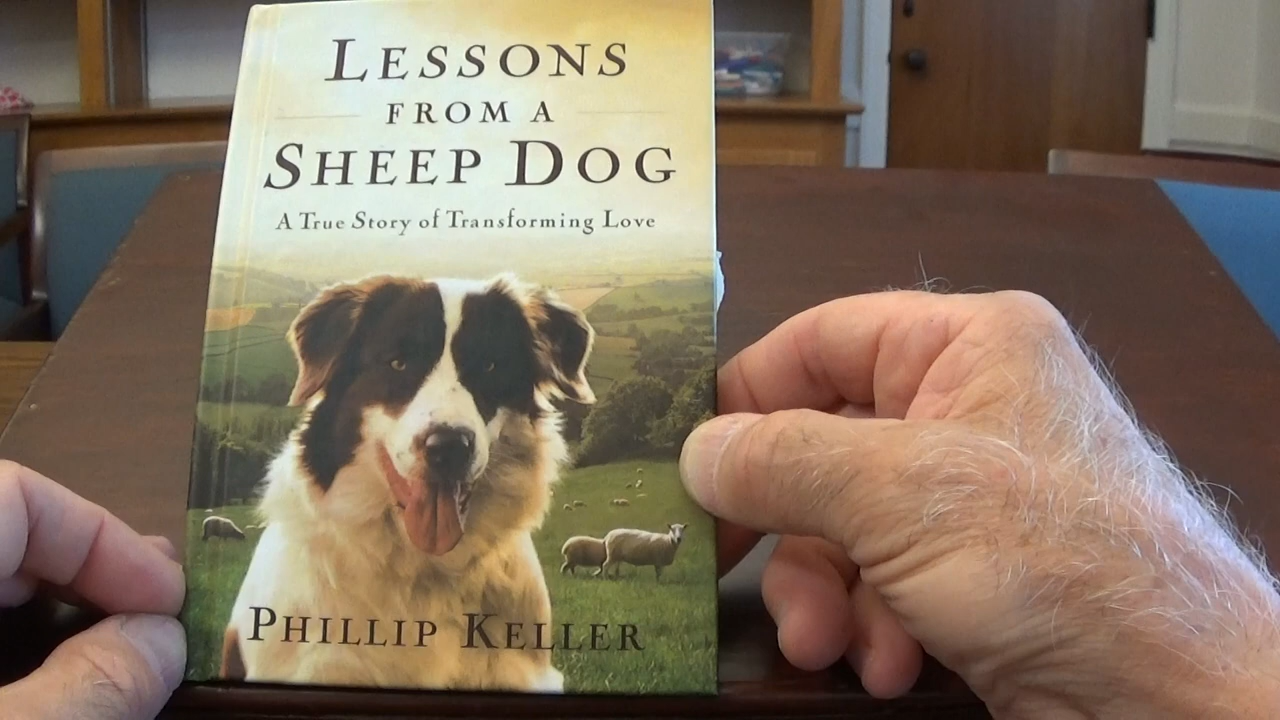 LESSONS
FROM A
SHEEP DOG
A True Story of Transforming Love
PHILLIP KELLER